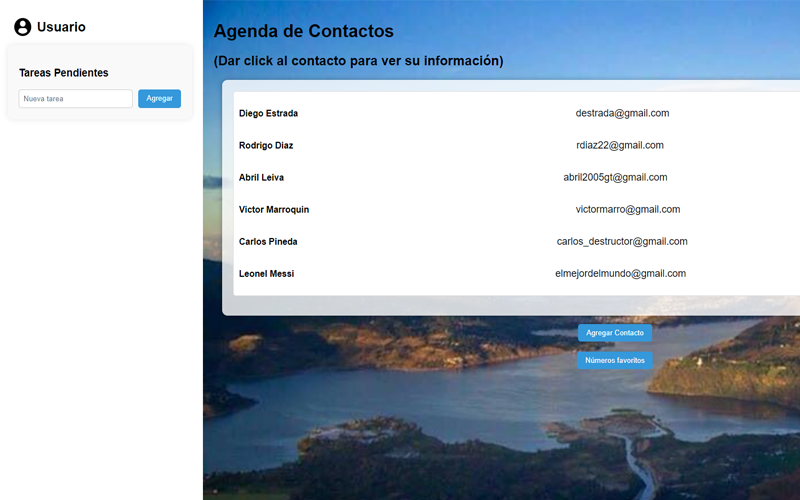 Usuario
Tareas Pendientes
Nueva tarea
Agregar
Agenda de Contactos
(Dar click al contacto para ver su información)
Diego Estrada destrada@gmail.com
Rodrigo Diaz rdiaz22@gmail.com
Abril Leiva abril2005gt@gmail.com
Victor Marroquin victormarro@gmail.com
Carlos Pineda carlos_destructor@gmail.com
Leonel Messi elmejordelmundo@gmail.com
Agregar Contacto
Números favoritos